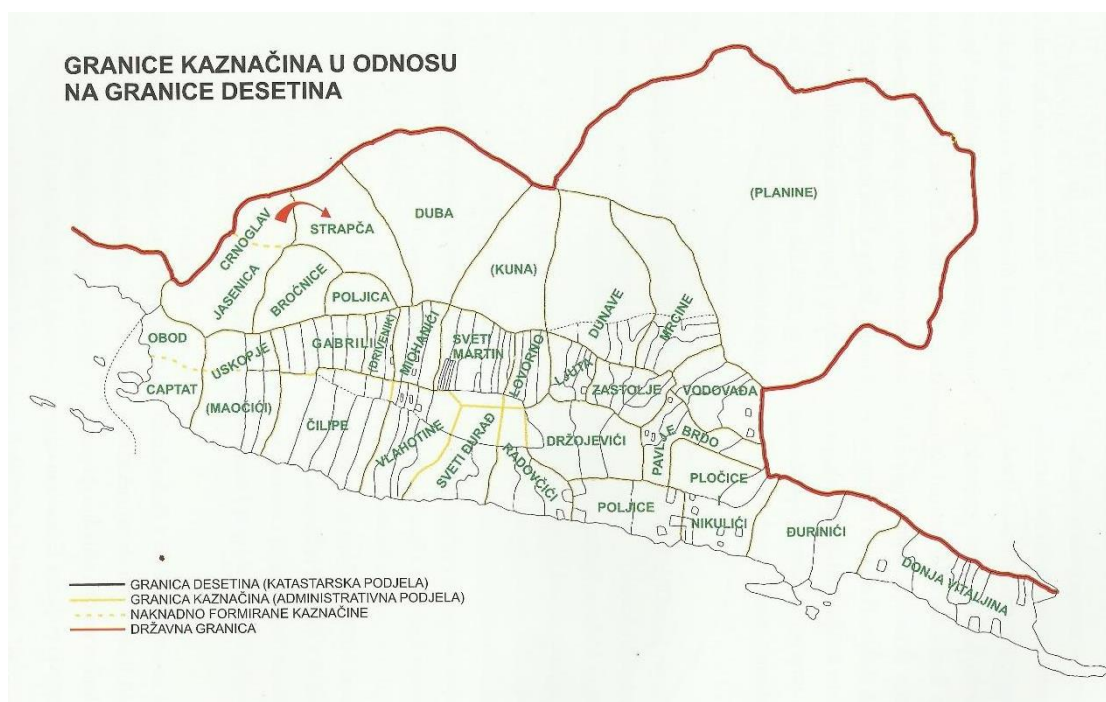 GRANICE KAZNAČINA U ODNOSU
NA GRANICE DESETINA
(PLANINE)
CRNOGLAV
STRAPČA
DUBA
JASENICA
BROĆNICE
(KUNA)
POLJICA
DUNAVE
MRCINE
OBOD
USKOPJE
GABRILI
(DRIVENIK)
MIOHANIĆI
SVETI
MARTIN
LOVORNO
LJUTA
ZASTOLJE
VODOVAĐA
CAPTAT
(MAOČIĆI)
ČILIPE
VLAHOTINE
SVETI ĐURAĐ
RADOVČIĆI
DRŽOJEVIĆI
PAVLJE BRDO
PLOČICE
POLJICE
NIKULIĆI
ĐURINIĆI
DONJA VITALJINA
GRANICA DESETINA (KATASTARSKA PODJELA)
GRANICA KAZNAČINA (ADMINISTRATIVNA PODJELA)
NAKNADNO FORMIRANE KAZNAČINE
DRŽAVNA GRANICA